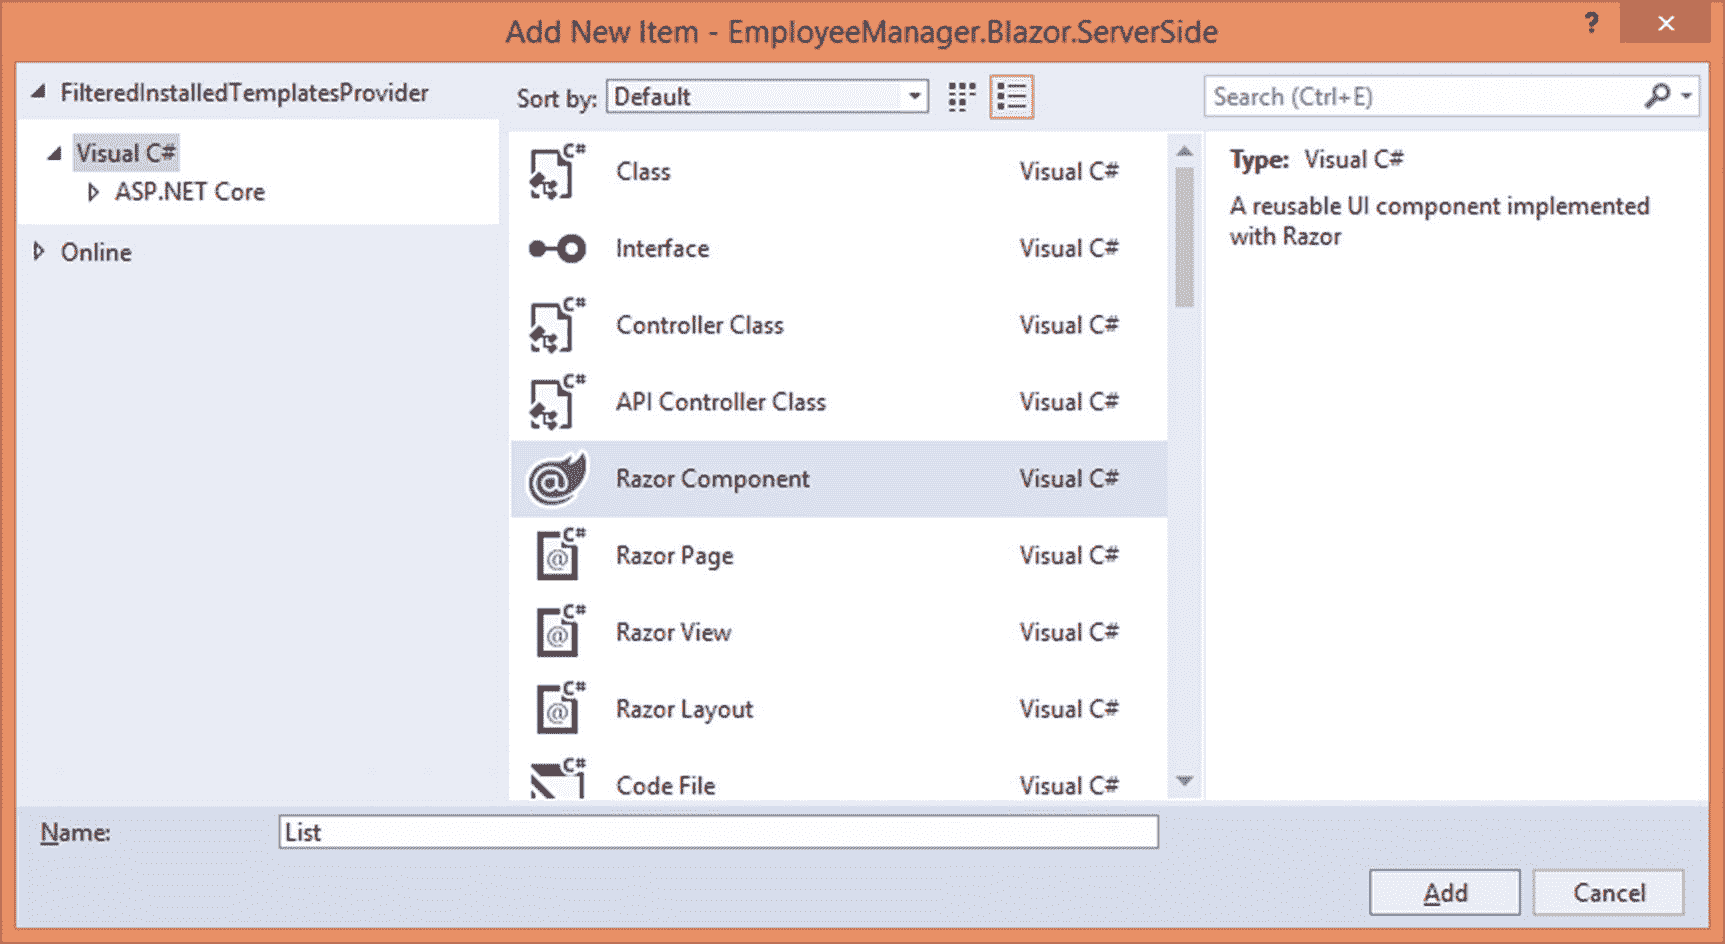 Add New Item - EmployeeManager.Blazor.ServerSide
?
FilteredInstalledTemplatesProvider
Visual C#
ASP.NET Core
Online
Sort by: Default
Search (Ctrl+E)
C# Class Visual C#
Interface Visual C#
C# Controller Class Visual C#
C# API Controller Class Visual C#
@ Razor Component Visual C#
C# @ Razor Page Visual C#
C# @ Razor View Visual C#
C# @ Razor Layout Visual C#
C# Code File Visual C#
Type: Visual C#
A reusable UI component implemented
with Razor
Name: List
Add Cancel